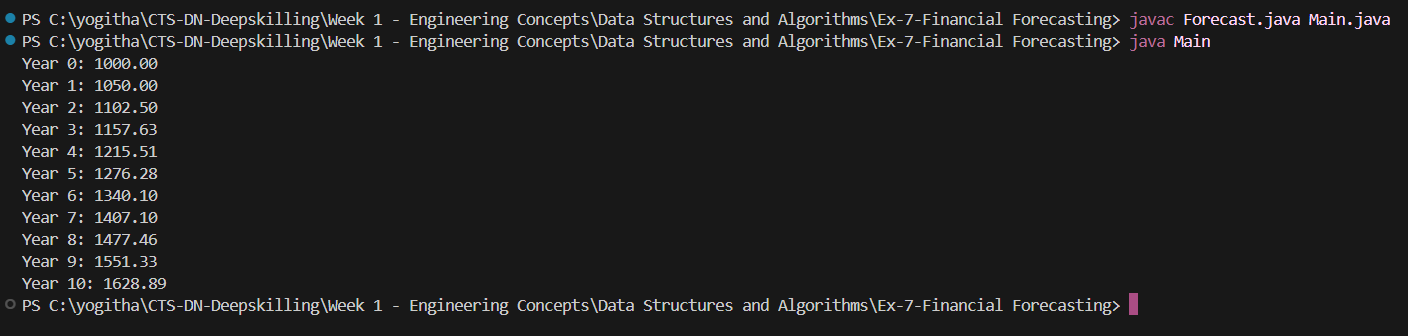 PS C:\yogitha\CTS-DN-Deepskilling\Week 1 - Engineering Concepts\Data Structures and Algorithms\Ex-7-Financial Forecasting> javac Forecast.java Main.java
PS C:\yogitha\CTS-DN-Deepskilling\Week 1 - Engineering Concepts\Data Structures and Algorithms\Ex-7-Financial Forecasting> java Main
Year 0: 1000.00
Year 1: 1050.00
Year 2: 1102.50
Year 3: 1157.63
Year 4: 1215.51
Year 5: 1276.28
Year 6: 1340.10
Year 7: 1407.10
Year 8: 1477.46
Year 9: 1551.33
Year 10: 1628.89
PS C:\yogitha\CTS-DN-Deepskilling\Week 1 - Engineering Concepts\Data Structures and Algorithms\Ex-7-Financial Forecasting>